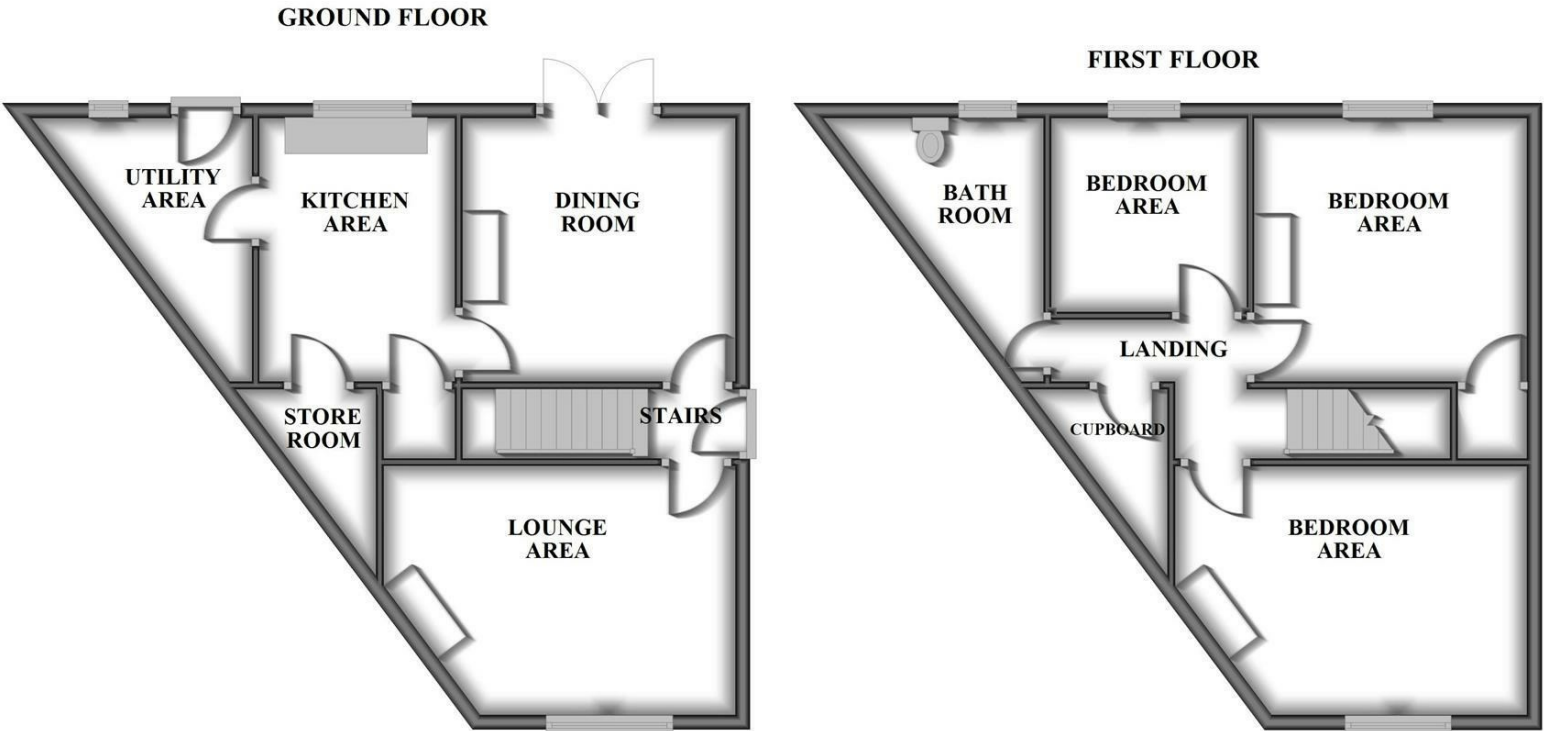 GROUND FLOOR
UTILITY
AREA
KITCHEN
AREA
DINING
ROOM
STORE
ROOM
STAIRS
LOUNGE
AREA
FIRST FLOOR
BATH
ROOM
BEDROOM
AREA
BEDROOM
AREA
LANDING
CUPBOARD
BEDROOM
AREA